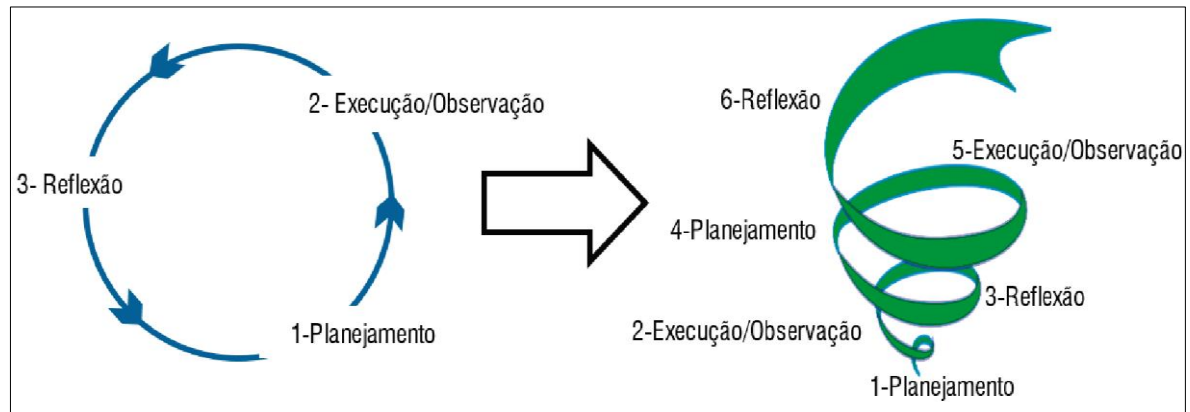 2- Execução/Observação
3- Reflexão
1-Planejamento
6-Reflexão
5-Execução/Observação
4-Planejamento
3-Reflexão
2-Execução/Observação
1-Planejamento